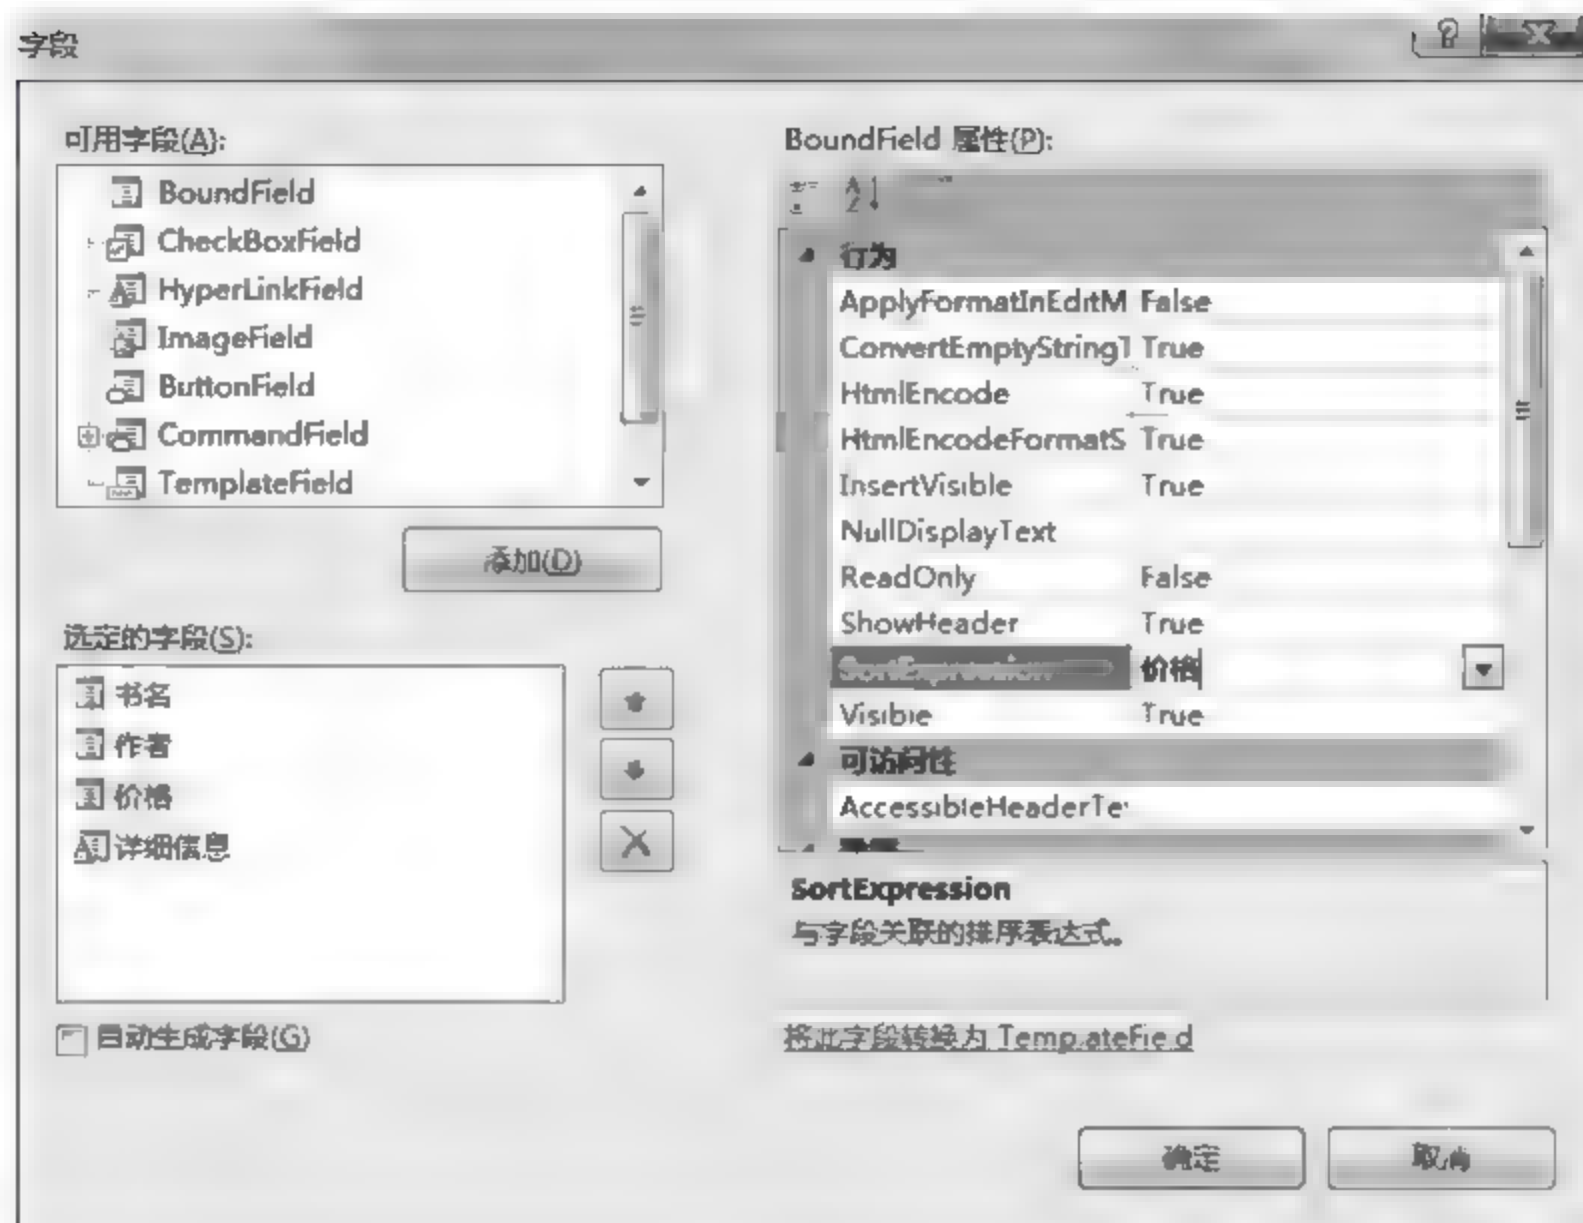 字段
可用字段(A):
BoundField
CheckBoxField
HyperLinkField
ImageField
ButtonField
CommandField
TemplateField
添加(D)
选定的字段(S):
书名
作者
价格
详细信息
自动生成字段(G)
BoundField 属性(P):
行为
ApplyFormatInEditM False
ConvertEmptyStringT True
HtmlEncode True
HtmlEncodeFormatS True
InsertVisible True
NullDisplayText
ReadOnly False
ShowHeader True
SortExpression 价格
Visible True
可访问性
AccessibleHeaderTe
SortExpression
与字段关联的排序表达式。
将此字段转换为 TemplateField
确定
取消